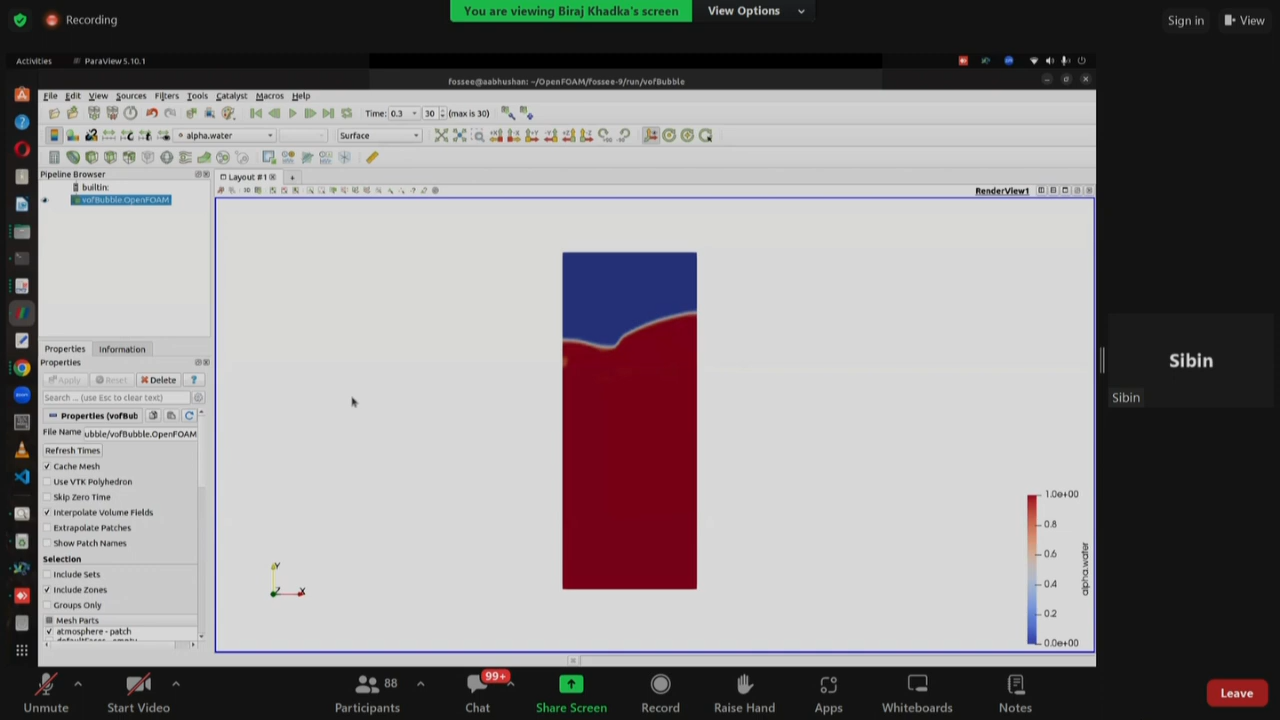 Recording
You are viewing Biraj Khadka's screen
View Options
Sign in
View
Activities
ParaView 5.10.1
fossee@aabhushan: ~/OpenFOAM/fossee-9/run/vofBubble
File Edit View Sources Filters Tools Catalyst Macros Help
Time: 0.3 30 (max is 30)
alpha.water
Surface
Pipeline Browser
builtin:
vofBubble.OpenFOAM
Layout #1
+
3D
RenderView1
Properties Information
Properties
Apply Reset Delete ?
Search ... (use Esc to clear text)
Properties (vofBub
File Name ubble/vofBubble.OpenFOAM
Refresh Times
Cache Mesh
Use VTK Polyhedron
Skip Zero Time
Interpolate Volume Fields
Extrapolate Patches
Show Patch Names
Selection
Include Sets
Include Zones
Groups Only
Mesh Parts
atmosphere - patch
Y
Z X
1.0e+00
0.8
0.6
0.4
0.2
0.0e+00
alpha.water
Sibin
Sibin
Unmute
Start Video
88
Participants
99+
Chat
Share Screen
Record
Raise Hand
Apps
Whiteboards
Notes
Leave